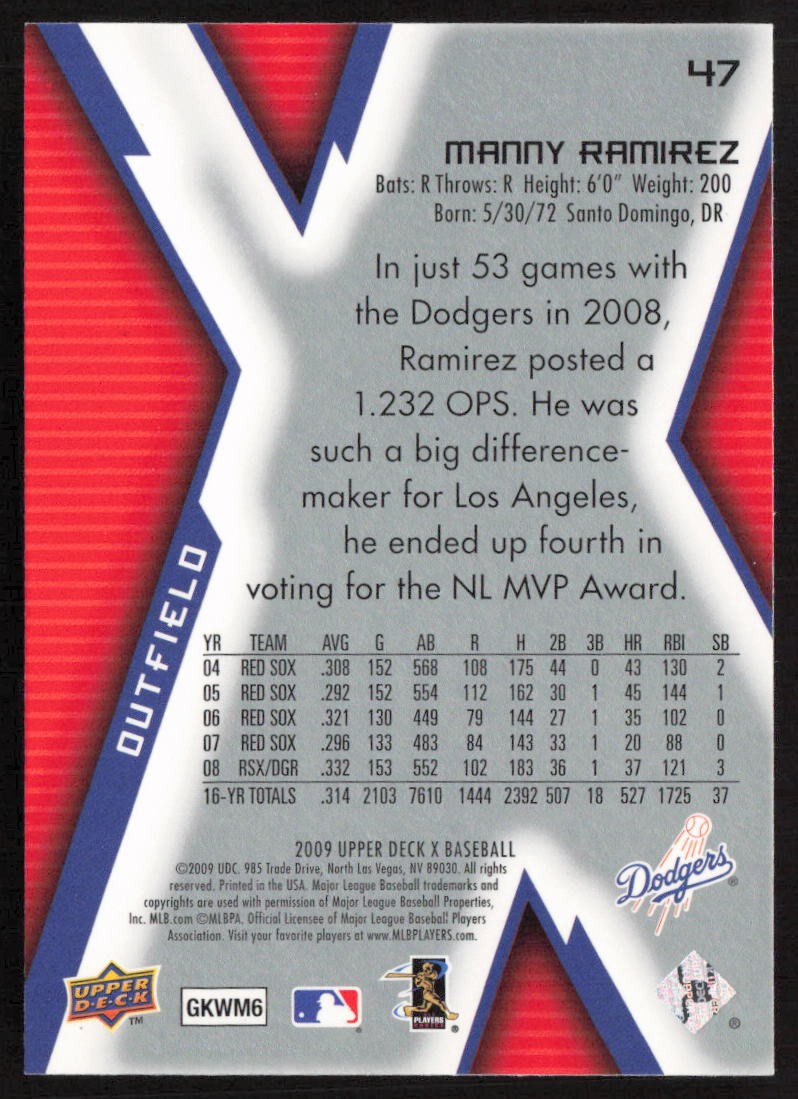 47
MANNY RAMIREZ
Bats: R Throws: R Height: 6'0" Weight: 200
Born: 5/30/72 Santo Domingo, DR
In just 53 games with
the Dodgers in 2008,
Ramirez posted a
1.232 OPS. He was
such a big difference-
maker for Los Angeles,
he ended up fourth in
voting for the NL MVP Award.
OUTFIELD
YR TEAM AVG G AB R H 2B 3B HR RBI SB
04 RED SOX .308 152 568 108 175 44 0 43 130 2
05 RED SOX .292 152 554 112 162 30 1 45 144 1
06 RED SOX .321 130 449 79 144 27 1 35 102 0
07 RED SOX .296 133 483 84 143 33 1 20 88 0
08 RSX/DGR .332 153 552 102 183 36 1 37 121 3
16-YR TOTALS .314 2103 7610 1444 2392 507 18 527 1725 37
2009 UPPER DECK X BASEBALL
©2009 UDC. 985 Trade Drive, North Las Vegas, NV 89030. All rights
reserved. Printed in the USA. Major League Baseball trademarks and
copyrights are used with permission of Major League Baseball Properties,
Inc. MLB.com ©MLBPA. Official Licensee of Major League Baseball Players
Association. Visit your favorite players at www.MLBPLAYERS.com.
Dodgers ®
UPPER
D·E·C·K
TM
GKWM6
®
PLAYERS
CHOICE
®
®